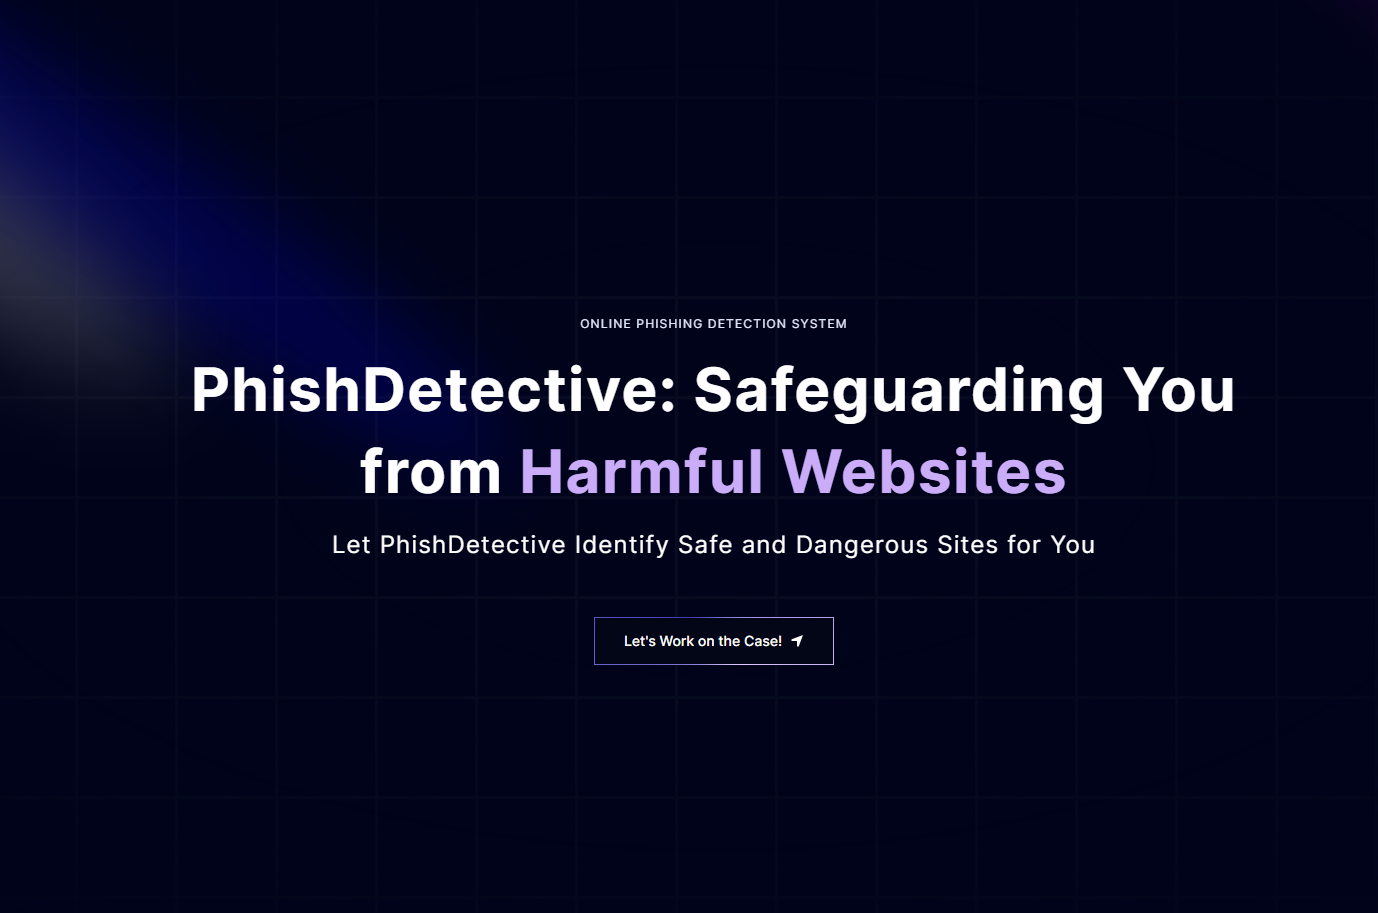 ONLINE PHISHING DETECTION SYSTEM
PhishDetective: Safeguarding You
from Harmful Websites
Let PhishDetective Identify Safe and Dangerous Sites for You
Let's Work on the Case!